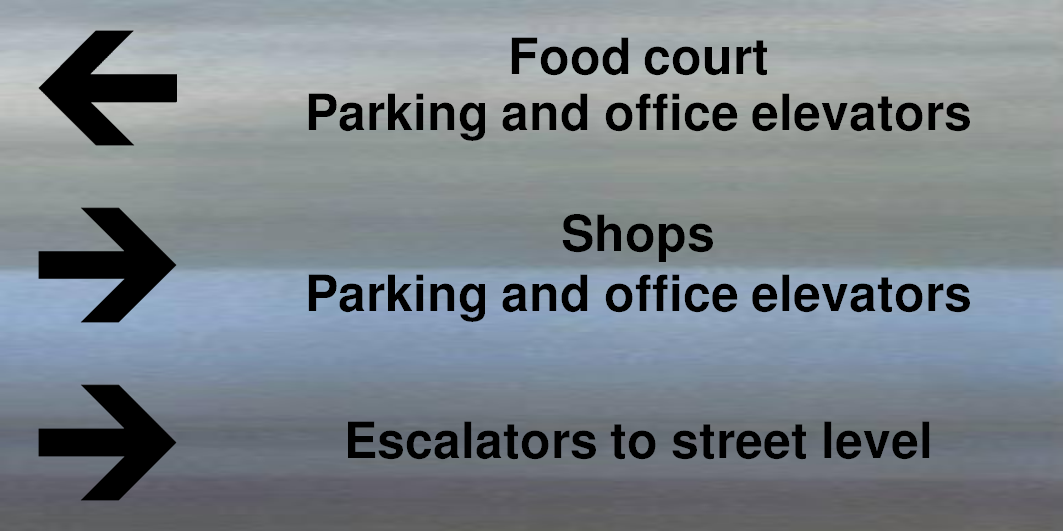 Food court
Parking and office elevators
Shops
Parking and office elevators
Escalators to street level